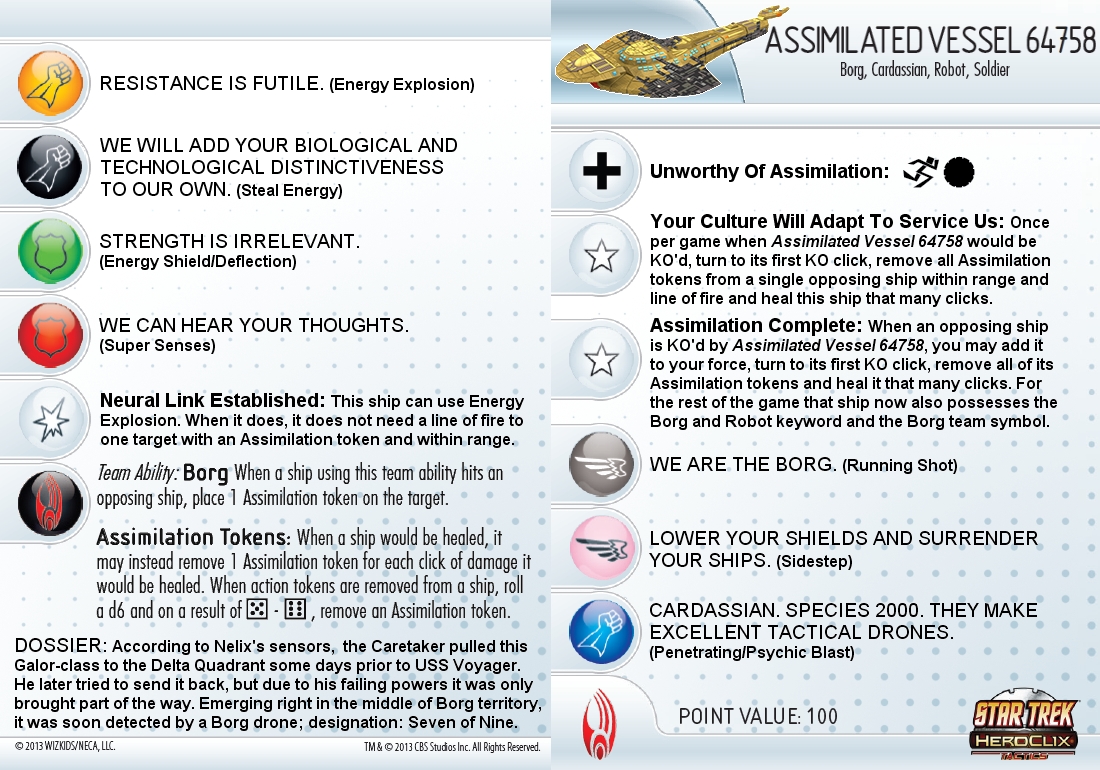 RESISTANCE IS FUTILE. (Energy Explosion)
WE WILL ADD YOUR BIOLOGICAL AND
TECHNOLOGICAL DISTINCTIVENESS
TO OUR OWN. (Steal Energy)
STRENGTH IS IRRELEVANT.
(Energy Shield/Deflection)
WE CAN HEAR YOUR THOUGHTS.
(Super Senses)
Neural Link Established: This ship can use Energy
Explosion. When it does, it does not need a line of fire to
one target with an Assimilation token and within range.
Team Ability: Borg When a ship using this team ability hits an
opposing ship, place 1 Assimilation token on the target.
Assimilation Tokens: When a ship would be healed, it
may instead remove 1 Assimilation token for each click of damage it
would be healed. When action tokens are removed from a ship, roll
a d6 and on a result of ⚄ - ⚅ , remove an Assimilation token.
DOSSIER: According to Nelix's sensors, the Caretaker pulled this
Galor-class to the Delta Quadrant some days prior to USS Voyager.
He later tried to send it back, but due to his failing powers it was only
brought part of the way. Emerging right in the middle of Borg territory,
it was soon detected by a Borg drone; designation: Seven of Nine.
© 2013 WIZKIDS/NECA, LLC.
TM & © 2013 CBS Studios Inc. All Rights Reserved.
ASSIMILATED VESSEL 64758
Borg, Cardassian, Robot, Soldier
Unworthy Of Assimilation:
Your Culture Will Adapt To Service Us: Once
per game when Assimilated Vessel 64758 would be
KO'd, turn to its first KO click, remove all Assimilation
tokens from a single opposing ship within range and
line of fire and heal this ship that many clicks.
Assimilation Complete: When an opposing ship
is KO'd by Assimilated Vessel 64758, you may add it
to your force, turn to its first KO click, remove all of its
Assimilation tokens and heal it that many clicks. For
the rest of the game that ship now also possesses the
Borg and Robot keyword and the Borg team symbol.
WE ARE THE BORG. (Running Shot)
LOWER YOUR SHIELDS AND SURRENDER
YOUR SHIPS. (Sidestep)
CARDASSIAN. SPECIES 2000. THEY MAKE
EXCELLENT TACTICAL DRONES.
(Penetrating/Psychic Blast)
POINT VALUE: 100
STAR TREK
HEROCLIX
TACTICS